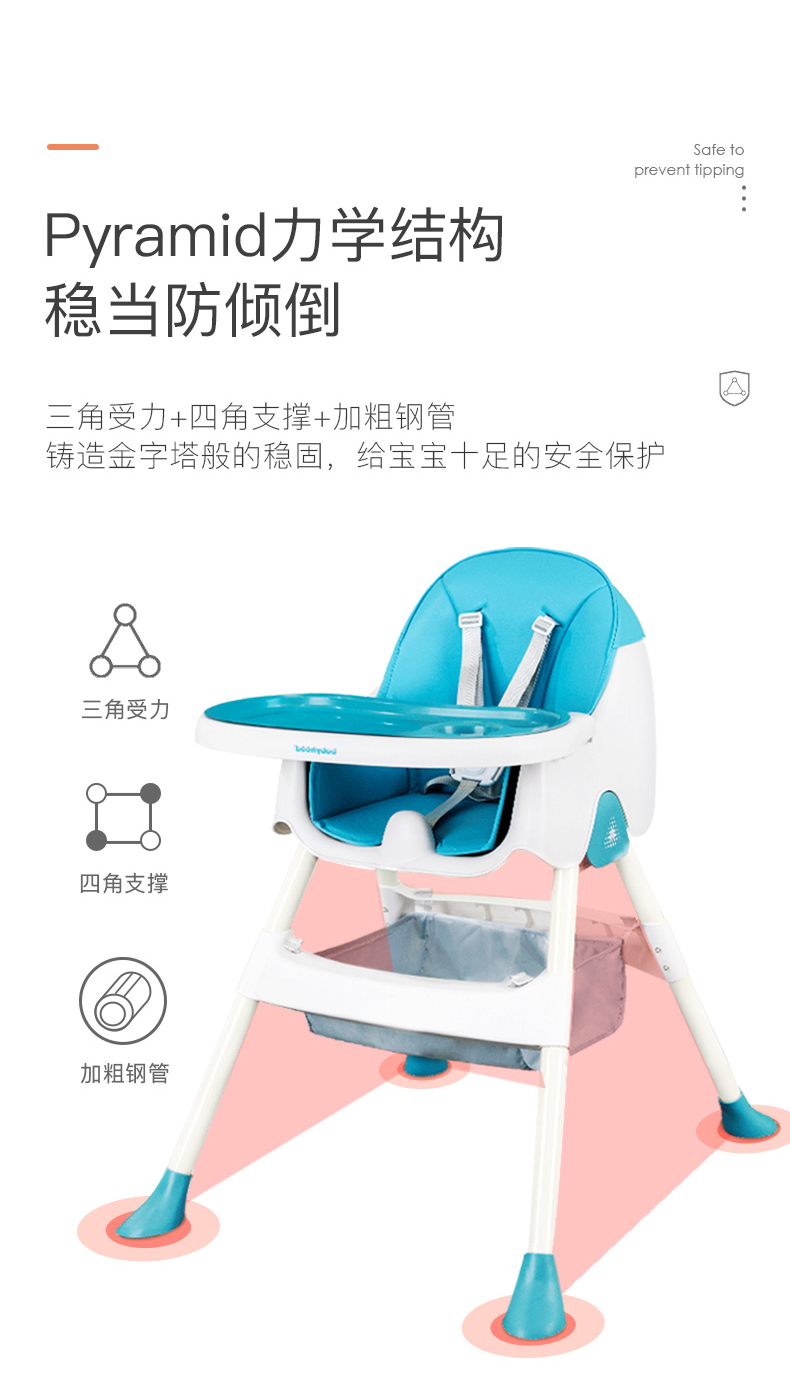 Safe to
prevent tipping
Pyramid力学结构
稳当防倾倒
三角受力+四角支撑+加粗钢管
铸造金字塔般的稳固，给宝宝十足的安全保护
三角受力
四角支撑
加粗钢管